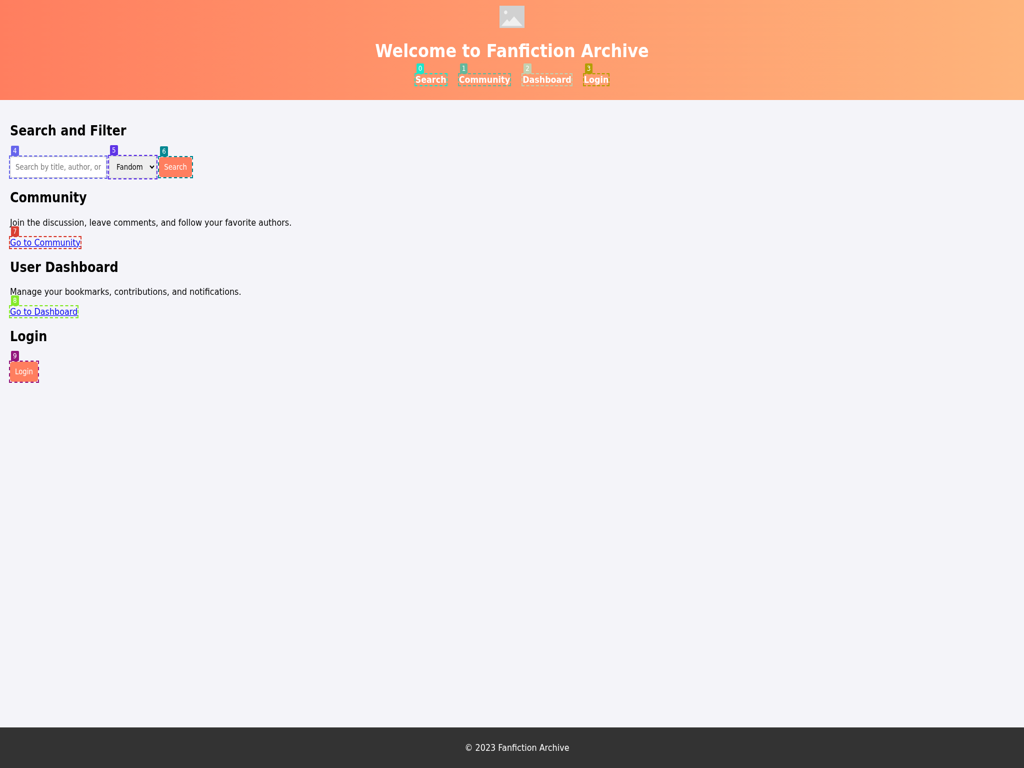 Welcome to Fanfiction Archive
0 1 2 3
Search Community Dashboard Login
Search and Filter
4 5 6
Search by title, author, or Fandom Search
Community
Join the discussion, leave comments, and follow your favorite authors.
7
Go to Community
User Dashboard
Manage your bookmarks, contributions, and notifications.
8
Go to Dashboard
Login
9
Login
© 2023 Fanfiction Archive